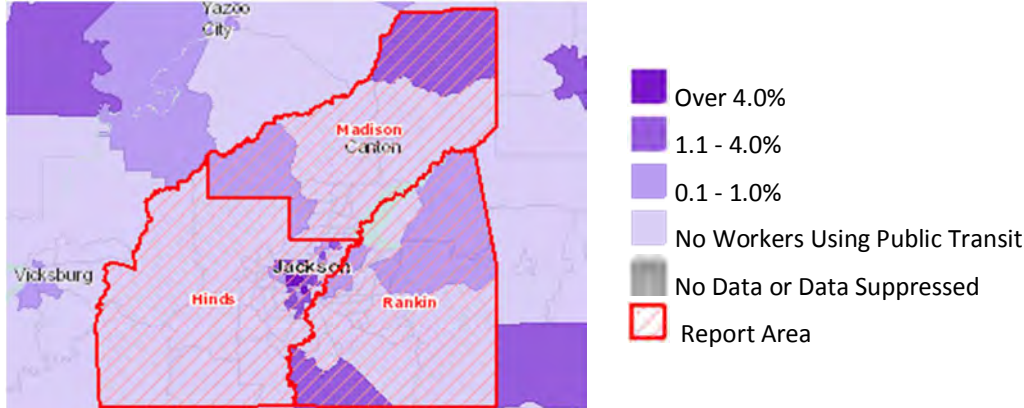 Yazoo
City
Madison
Canton
Jackson
Vicksburg
Hinds
Rankin
Over 4.0%
1.1 - 4.0%
0.1 - 1.0%
No Workers Using Public Transit
No Data or Data Suppressed
Report Area